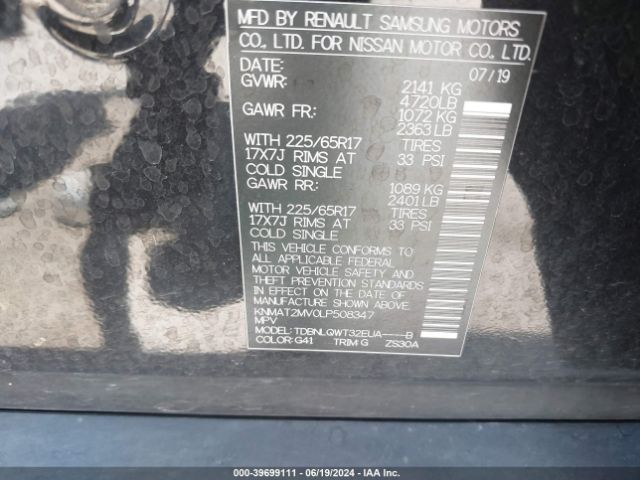 MFD BY RENAULT SAMSUNG MOTORS
CO., LTD. FOR NISSAN MOTOR CO., LTD.
DATE: 07/19
GVWR: 2141 KG
4720LB
GAWR FR: 1072 KG
2363LB
WITH 225/65R17 TIRES
17X7J RIMS AT 33 PSI
COLD SINGLE
GAWR RR: 1089 KG
2401LB
WITH 225/65R17 TIRES
17X7J RIMS AT 33 PSI
COLD SINGLE
THIS VEHICLE CONFORMS TO
ALL APPLICABLE FEDERAL
MOTOR VEHICLE SAFETY AND
THEFT PREVENTION STANDARDS
IN EFFECT ON THE DATE OF
MANUFACTURE SHOWN ABOVE.
KNMAT2MV0LP508347
MPV
MODEL: TDBNLQWT32EUA----B
COLOR: G41 TRIM G ZS30A
000-39699111 - 06/19/2024 - IAA Inc.